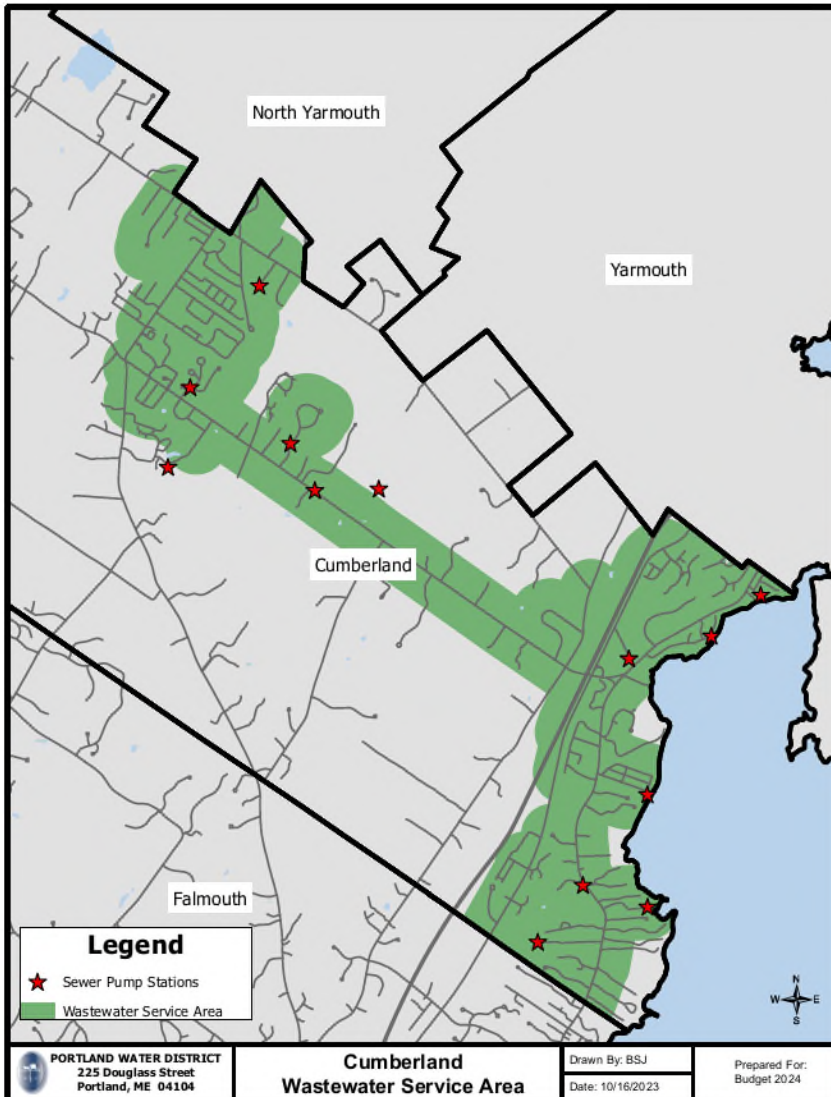 North Yarmouth
Yarmouth
Cumberland
Falmouth
Legend
Sewer Pump Stations
Wastewater Service Area
N
W E
S
PORTLAND WATER DISTRICT
225 Douglass Street
Portland, ME 04104
Cumberland
Wastewater Service Area
Drawn By: BSJ
Date: 10/16/2023
Prepared For:
Budget 2024